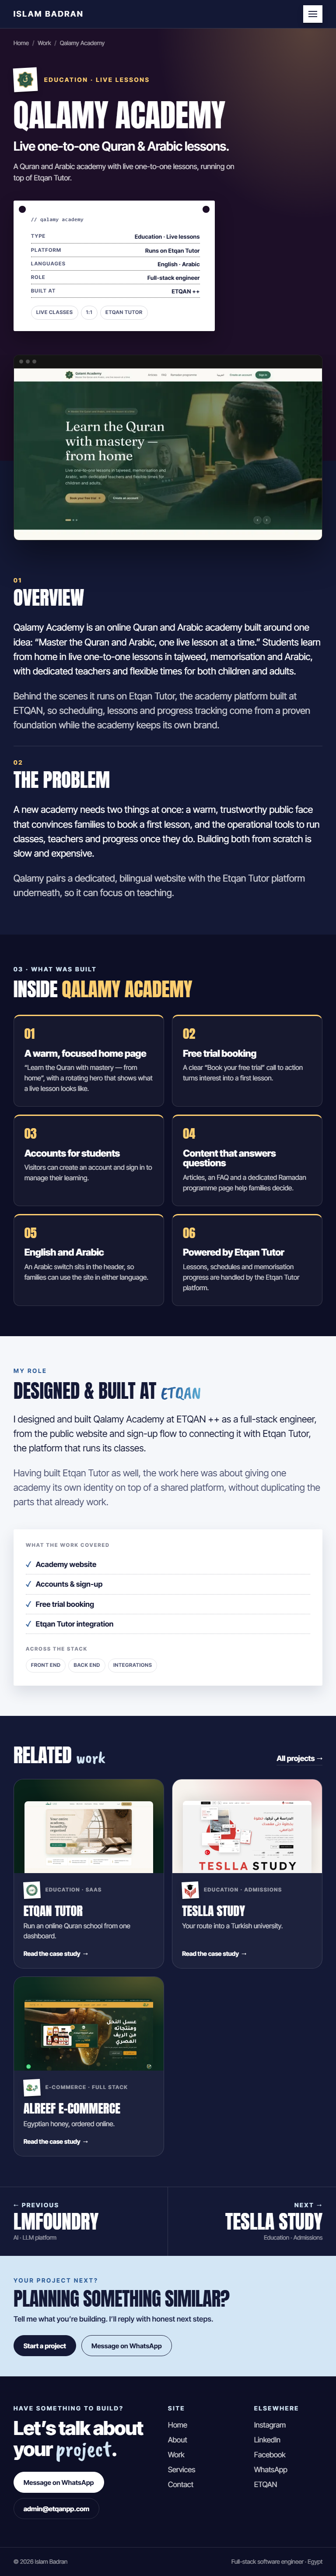 ISLAM BADRAN
Home / Work / Qalamy Academy
EDUCATION · LIVE LESSONS
QALAMY ACADEMY
Live one-to-one Quran & Arabic lessons.
A Quran and Arabic academy with live one-to-one lessons, running on
top of Etqan Tutor.
// qalamy academy
TYPE Education · Live lessons
PLATFORM Runs on Etqan Tutor
LANGUAGES English · Arabic
ROLE Full-stack engineer
BUILT AT ETQAN ++
LIVE CLASSES 1:1 ETQAN TUTOR
Qalamy Academy
Learn the Quran
with mastery —
from home
01
OVERVIEW
Qalamy Academy is an online Quran and Arabic academy built around one
idea: “Master the Quran and Arabic, one live lesson at a time.” Students learn
from home in live one-to-one lessons in tajweed, memorisation and Arabic,
with dedicated teachers and flexible times for both children and adults.
Behind the scenes it runs on Etqan Tutor, the academy platform built at
ETQAN, so scheduling, lessons and progress tracking come from a proven
foundation while the academy keeps its own brand.
02
THE PROBLEM
A new academy needs two things at once: a warm, trustworthy public face
that convinces families to book a first lesson, and the operational tools to run
classes, teachers and progress once they do. Building both from scratch is
slow and expensive.
Qalamy pairs a dedicated, bilingual website with the Etqan Tutor platform
underneath, so it can focus on teaching.
03 · WHAT WAS BUILT
INSIDE QALAMY ACADEMY
01
A warm, focused home page
“Learn the Quran with mastery — from
home”, with a rotating hero that shows what
a live lesson looks like.
02
Free trial booking
A clear “Book your free trial” call to action
turns interest into a first lesson.
03
Accounts for students
Visitors can create an account and sign in to
manage their learning.
04
Content that answers
questions
Articles, an FAQ and a dedicated Ramadan
programme page help families decide.
05
English and Arabic
An Arabic switch sits in the header, so
families can use the site in either language.
06
Powered by Etqan Tutor
Lessons, schedules and memorisation
progress are handled by the Etqan Tutor
platform.
MY ROLE
DESIGNED & BUILT AT ETQAN
I designed and built Qalamy Academy at ETQAN ++ as a full-stack engineer,
from the public website and sign-up flow to connecting it with Etqan Tutor,
the platform that runs its classes.
Having built Etqan Tutor as well, the work here was about giving one
academy its own identity on top of a shared platform, without duplicating the
parts that already work.
WHAT THE WORK COVERED
✓ Academy website
✓ Accounts & sign-up
✓ Free trial booking
✓ Etqan Tutor integration
ACROSS THE STACK
FRONT END BACK END INTEGRATIONS
RELATED work
All projects →
EDUCATION · SAAS
ETQAN TUTOR
Run an online Quran school from one
dashboard.
Read the case study →
TESLLA STUDY
EDUCATION · ADMISSIONS
TESLLA STUDY
Your route into a Turkish university.
Read the case study →
عسل النحل
ومنتجاته
من الريف
المصري
E-COMMERCE · FULL STACK
ALREEF E-COMMERCE
Egyptian honey, ordered online.
Read the case study →
← PREVIOUS
LMFOUNDRY
AI · LLM platform
NEXT →
TESLLA STUDY
Education · Admissions
YOUR PROJECT NEXT?
PLANNING SOMETHING SIMILAR?
Tell me what you’re building. I’ll reply with honest next steps.
Start a project Message on WhatsApp
HAVE SOMETHING TO BUILD?
Let’s talk about
your project.
Message on WhatsApp
admin@etqanpp.com
SITE
Home
About
Work
Services
Contact
ELSEWHERE
Instagram
LinkedIn
Facebook
WhatsApp
ETQAN
© 2026 Islam Badran
Full-stack software engineer · Egypt